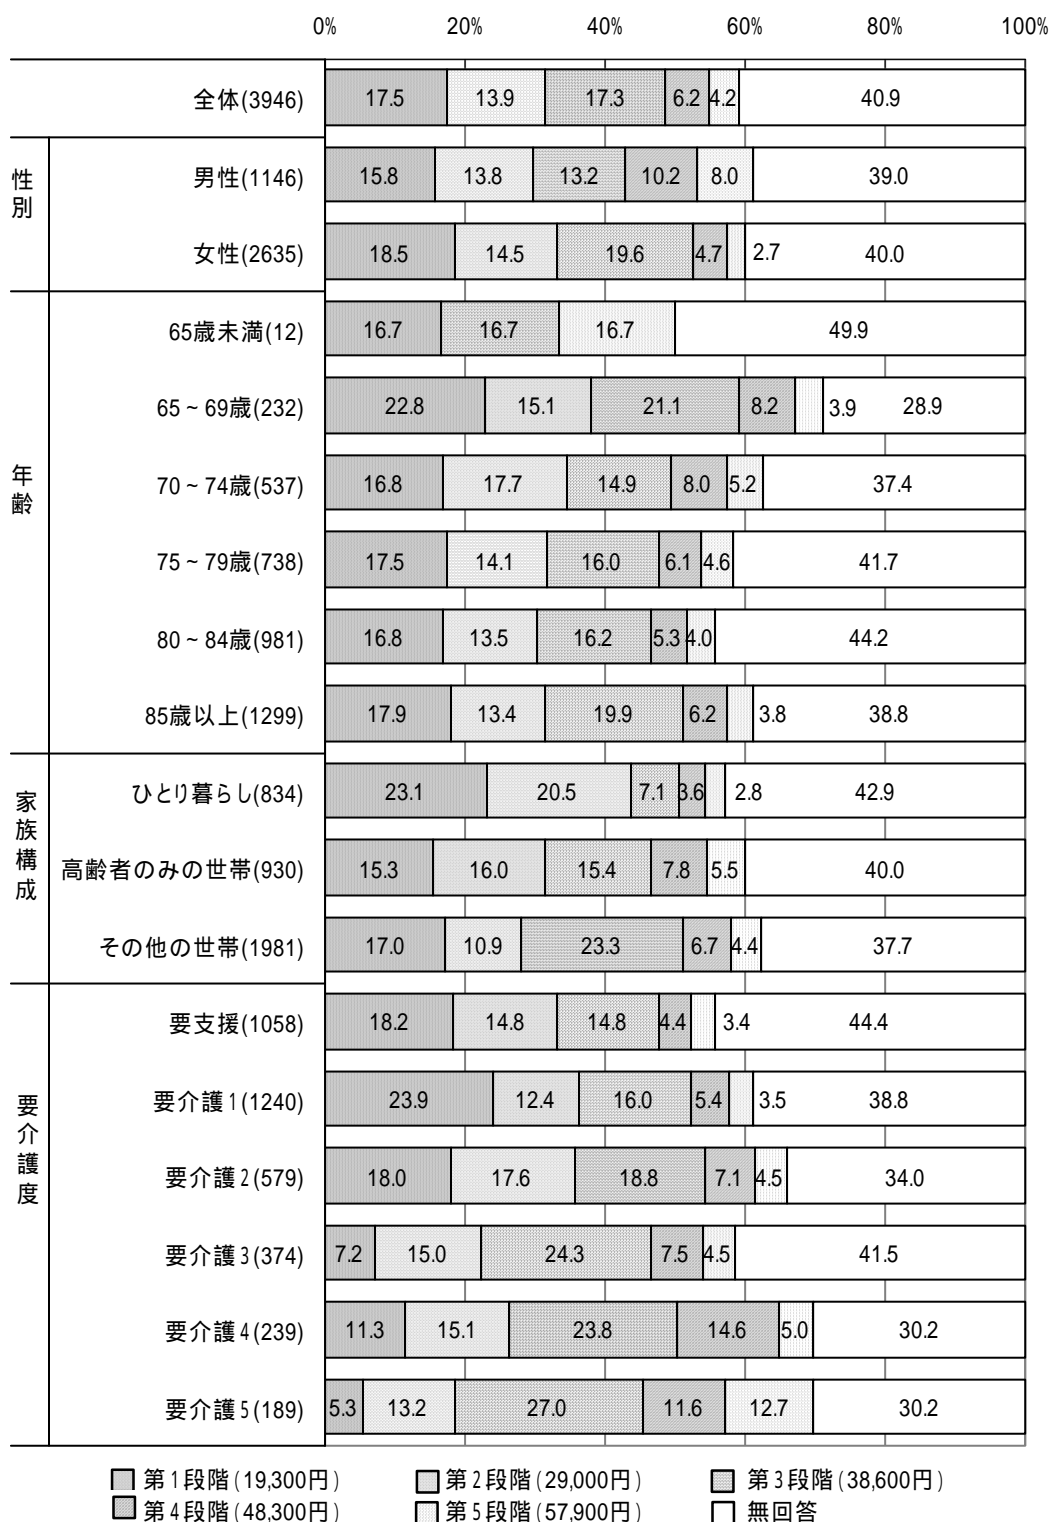 0% 20% 40% 60% 80% 100%
全体(3946) 17.5 13.9 17.3 6.2 4.2 40.9
性別
男性(1146) 15.8 13.8 13.2 10.2 8.0 39.0
女性(2635) 18.5 14.5 19.6 4.7 2.7 40.0
年齢
65歳未満(12) 16.7 16.7 16.7 49.9
65～69歳(232) 22.8 15.1 21.1 8.2 3.9 28.9
70～74歳(537) 16.8 17.7 14.9 8.0 5.2 37.4
75～79歳(738) 17.5 14.1 16.0 6.1 4.6 41.7
80～84歳(981) 16.8 13.5 16.2 5.3 4.0 44.2
85歳以上(1299) 17.9 13.4 19.9 6.2 3.8 38.8
家族構成
ひとり暮らし(834) 23.1 20.5 7.1 3.6 2.8 42.9
高齢者のみの世帯(930) 15.3 16.0 15.4 7.8 5.5 40.0
その他の世帯(1981) 17.0 10.9 23.3 6.7 4.4 37.7
要介護度
要支援(1058) 18.2 14.8 14.8 4.4 3.4 44.4
要介護1(1240) 23.9 12.4 16.0 5.4 3.5 38.8
要介護2(579) 18.0 17.6 18.8 7.1 4.5 34.0
要介護3(374) 7.2 15.0 24.3 7.5 4.5 41.5
要介護4(239) 11.3 15.1 23.8 14.6 5.0 30.2
要介護5(189) 5.3 13.2 27.0 11.6 12.7 30.2
第1段階(19,300円) 第2段階(29,000円) 第3段階(38,600円)
第4段階(48,300円) 第5段階(57,900円) 無回答